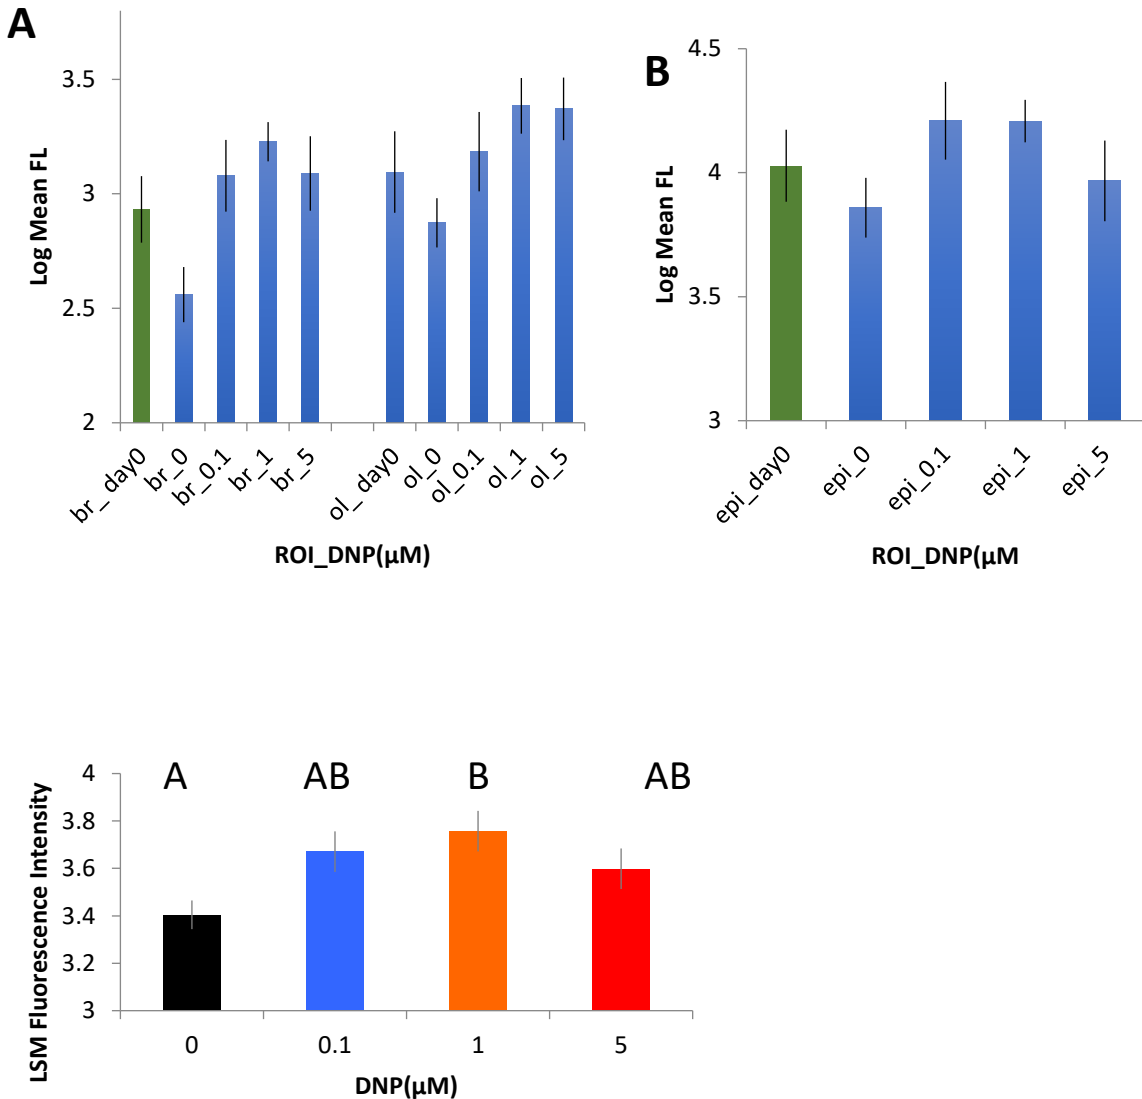 A
Log Mean FL
3.5
3
2.5
2
br_ day0
br_0
br_0.1
br_1
br_5
ol_day0
ol_0
ol_0.1
ol_1
ol_5
ROI_DNP(μM)
B
Log Mean FL
4.5
4
3.5
3
epi_day0
epi_0
epi_0.1
epi_1
epi_5
ROI_DNP(μM
LSM Fluorescence Intensity
4
3.8
3.6
3.4
3.2
3
A AB B AB
0 0.1 1 5
DNP(μM)